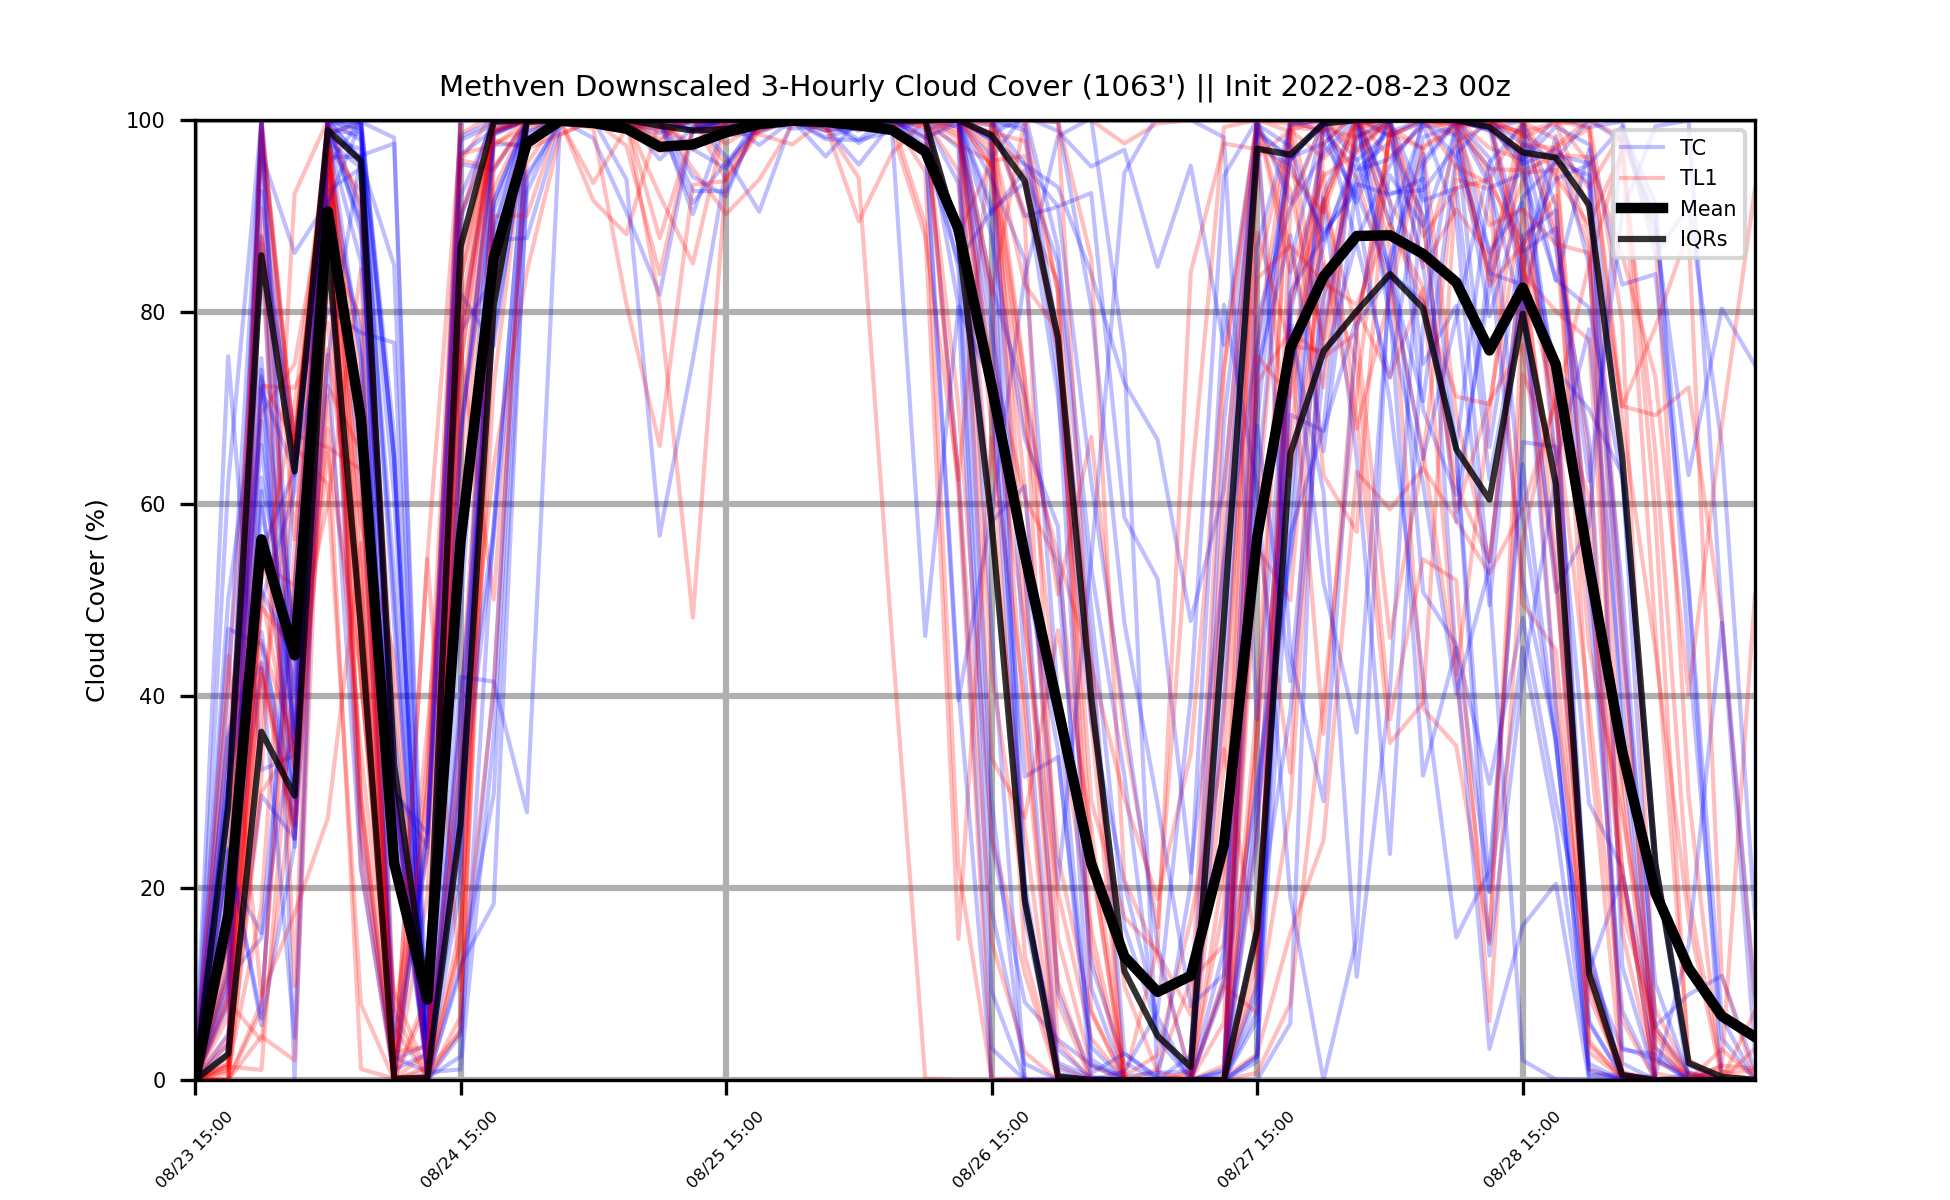 Methven Downscaled 3-Hourly Cloud Cover (1063') || Init 2022-08-23 00z
Cloud Cover (%)
100
80
60
40
20
0
TC
TL1
Mean
IQRs
08/23 15:00
08/24 15:00
08/25 15:00
08/26 15:00
08/27 15:00
08/28 15:00